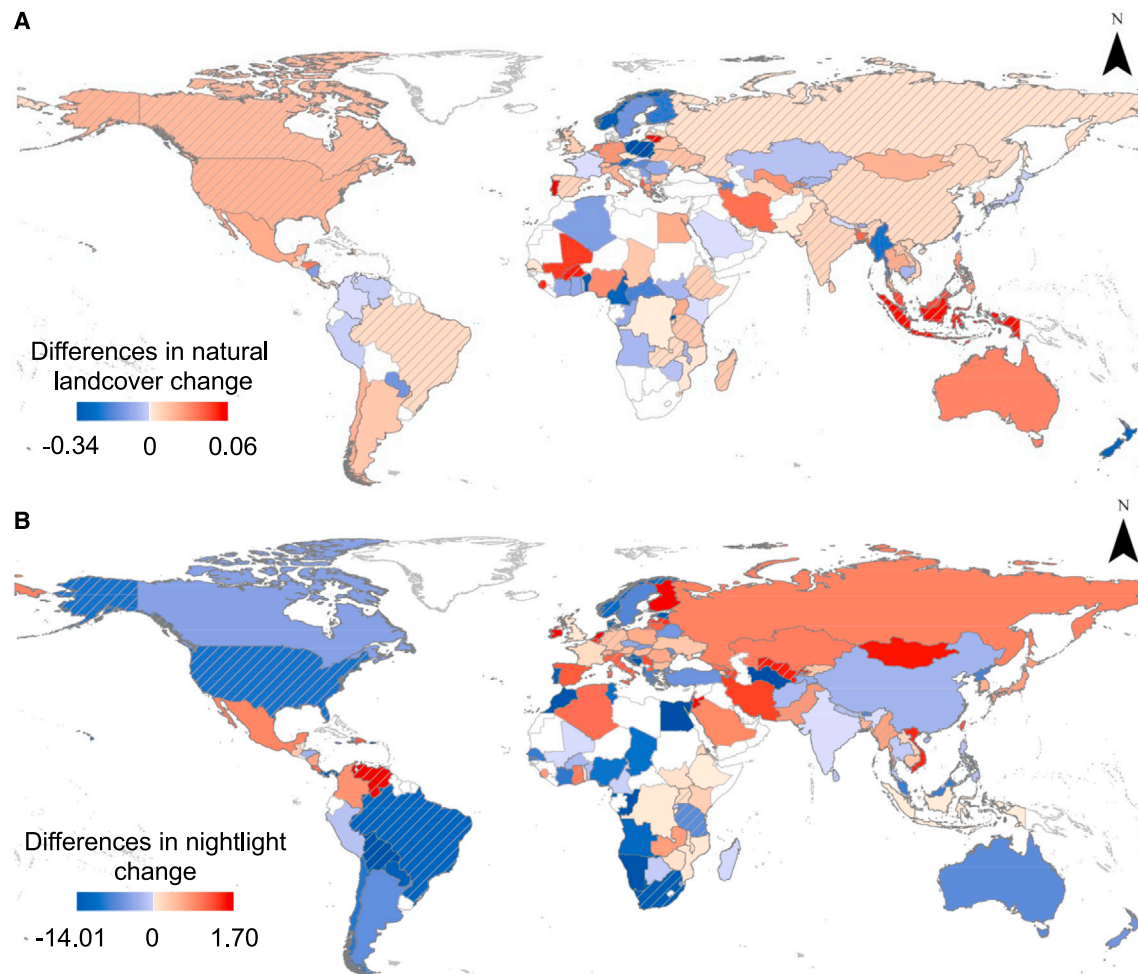 A
N
Differences in natural
landcover change
-0.34 0 0.06
B
N
Differences in nightlight
change
-14.01 0 1.70